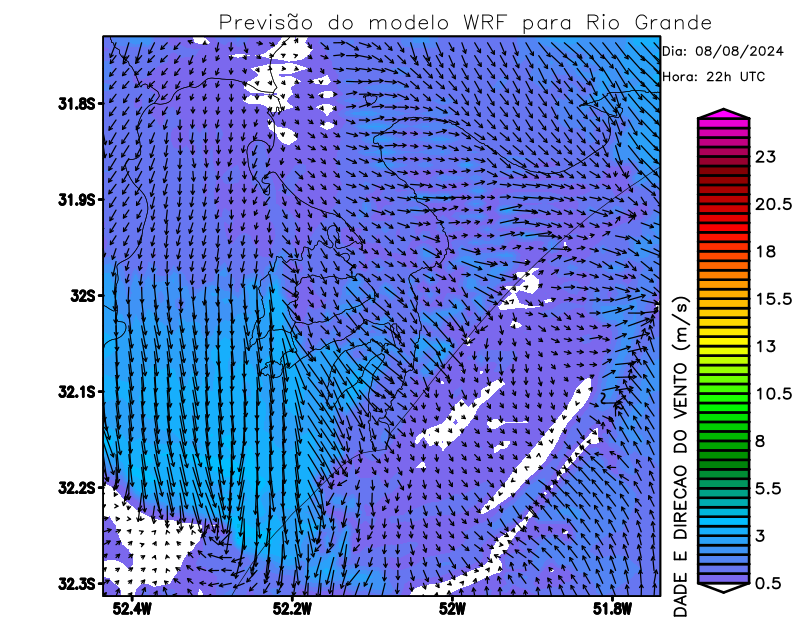 Previsão do modelo WRF para Rio Grande
Dia: 08/08/2024
Hora: 22h UTC
31.8S
31.9S
32S
32.1S
32.2S
32.3S
52.4W
52.2W
52W
51.8W
23
20.5
18
15.5
13
10.5
8
5.5
3
0.5
DADE E DIRECAO DO VENTO (m/s)